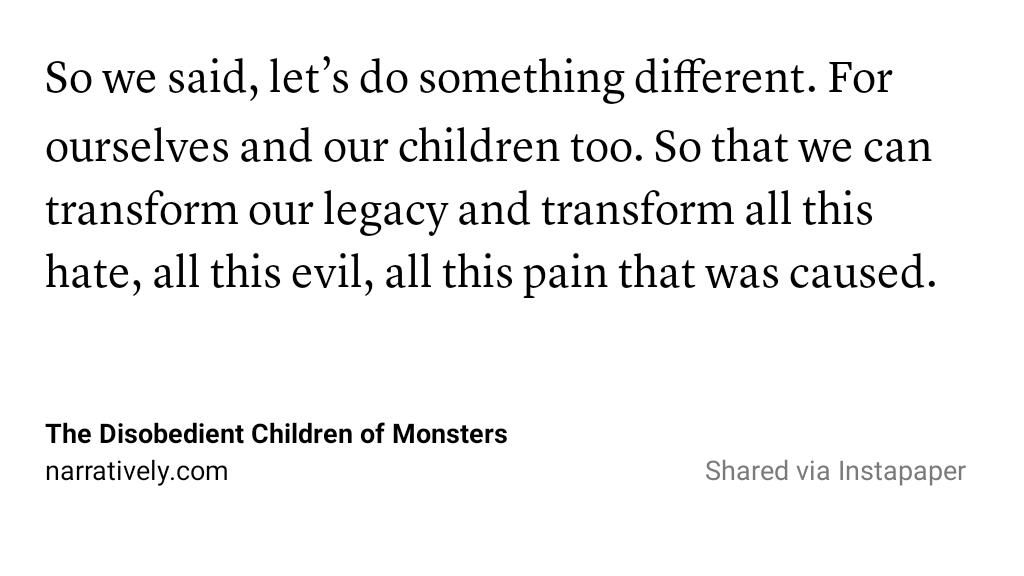 So we said, let’s do something different. For
ourselves and our children too. So that we can
transform our legacy and transform all this
hate, all this evil, all this pain that was caused.
The Disobedient Children of Monsters
narratively.com
Shared via Instapaper